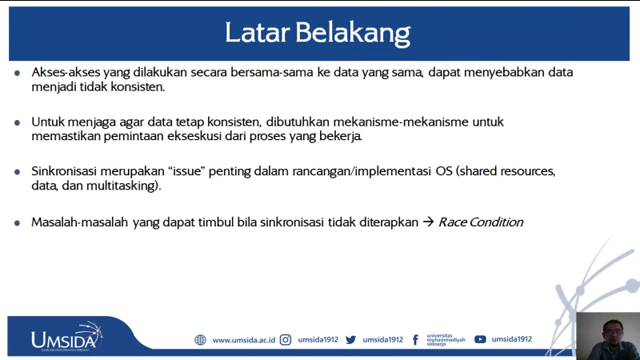 Latar Belakang
Akses-akses yang dilakukan secara bersama-sama ke data yang sama, dapat menyebabkan data
menjadi tidak konsisten.
Untuk menjaga agar data tetap konsisten, dibutuhkan mekanisme-mekanisme untuk
memastikan pemintaan ekseskusi dari proses yang bekerja.
Sinkronisasi merupakan "issue" penting dalam rancangan/implementasi OS (shared resources,
data, dan multitasking).
Masalah-masalah yang dapat timbul bila sinkronisasi tidak diterapkan → Race Condition
UMSIDA
www.umsida.ac.id
umsida1912
umsida1912
universitas
muhammadiyah
sidoarjo
umsida1912